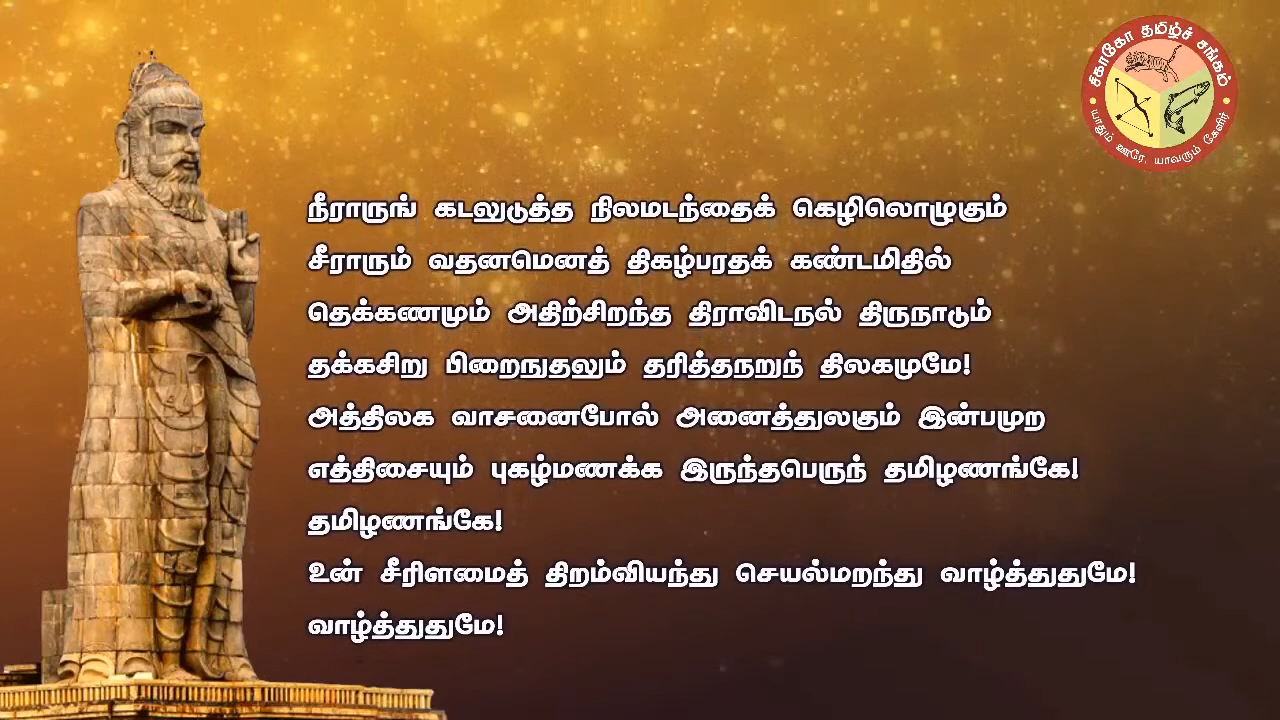 சிகாகோ தமிழ்ச் சங்கம்
யாதும் ஊரே, யாவரும் கேளிர்
நீராருங் கடலுடுத்த நிலமடந்தைக் கெழிலொழுகும்
சீராரும் வதனமெனத் திகழ்பரதக் கண்டமிதில்
தெக்கணமும் அதிற்சிறந்த திராவிடநல் திருநாடும்
தக்கசிறு பிறைநுதலும் தரித்தநறுந் திலகமுமே!
அத்திலக வாசனைபோல் அனைத்துலகும் இன்பமுற
எத்திசையும் புகழ்மணக்க இருந்தபெருந் தமிழணங்கே!
தமிழணங்கே!
உன் சீரிளமைத் திறம்வியந்து செயல்மறந்து வாழ்த்துதுமே!
வாழ்த்துதுமே!